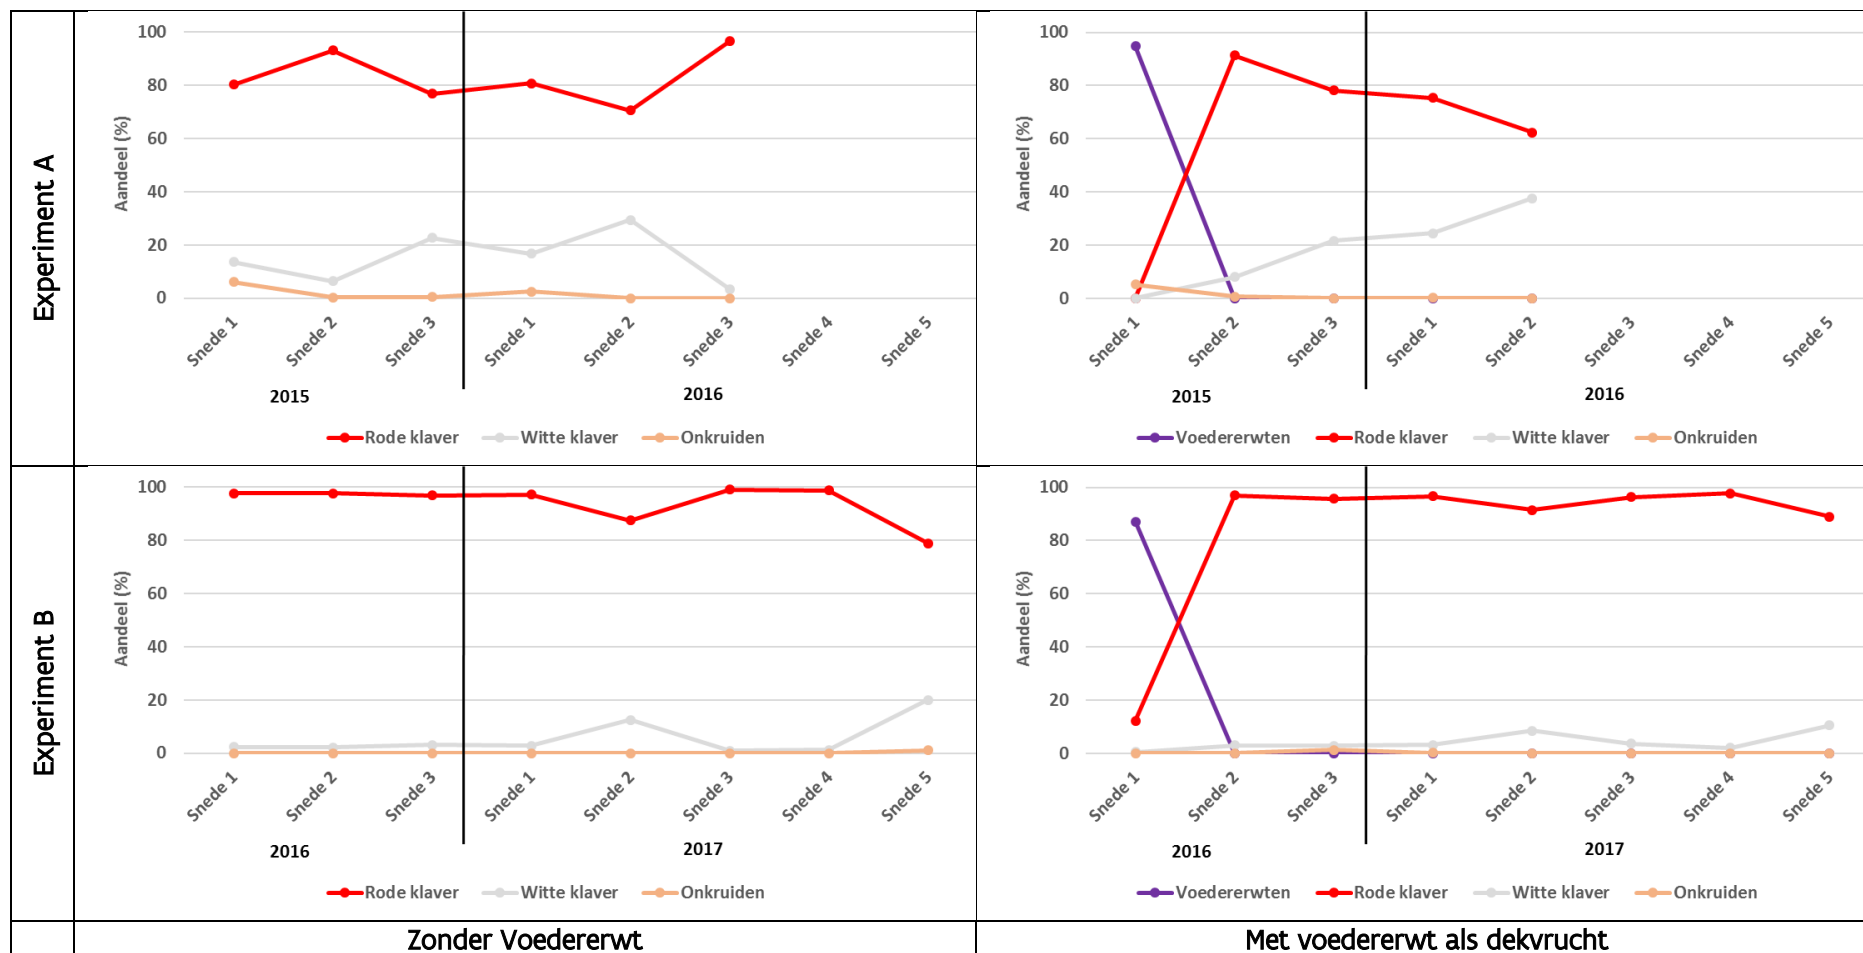 Experiment A
Aandeel (%)
100
80
60
40
20
0
Snede 1
Snede 2
Snede 3
Snede 1
Snede 2
Snede 3
Snede 4
Snede 5
2015
2016
Rode klaver
Witte klaver
Onkruiden
Aandeel (%)
100
80
60
40
20
0
Snede 1
Snede 2
Snede 3
Snede 1
Snede 2
Snede 3
Snede 4
Snede 5
2015
2016
Voedererwten
Rode klaver
Witte klaver
Onkruiden
Experiment B
Aandeel (%)
100
80
60
40
20
0
Snede 1
Snede 2
Snede 3
Snede 1
Snede 2
Snede 3
Snede 4
Snede 5
2016
2017
Rode klaver
Witte klaver
Onkruiden
Aandeel (%)
100
80
60
40
20
0
Snede 1
Snede 2
Snede 3
Snede 1
Snede 2
Snede 3
Snede 4
Snede 5
2016
2017
Voedererwten
Rode klaver
Witte klaver
Onkruiden
Zonder Voedererwt
Met voedererwt als dekvrucht